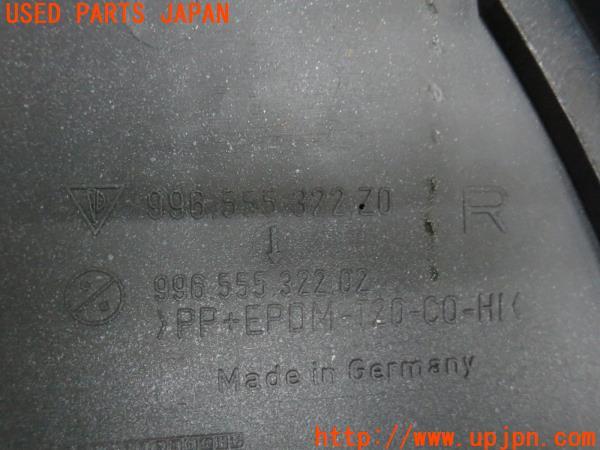 USED PARTS JAPAN
996.555.322.Z0 R
996.555.322.02
>PP+EPDM-T20-CO-HI<
Made in Germany
UPJ http://www.upjpn.com